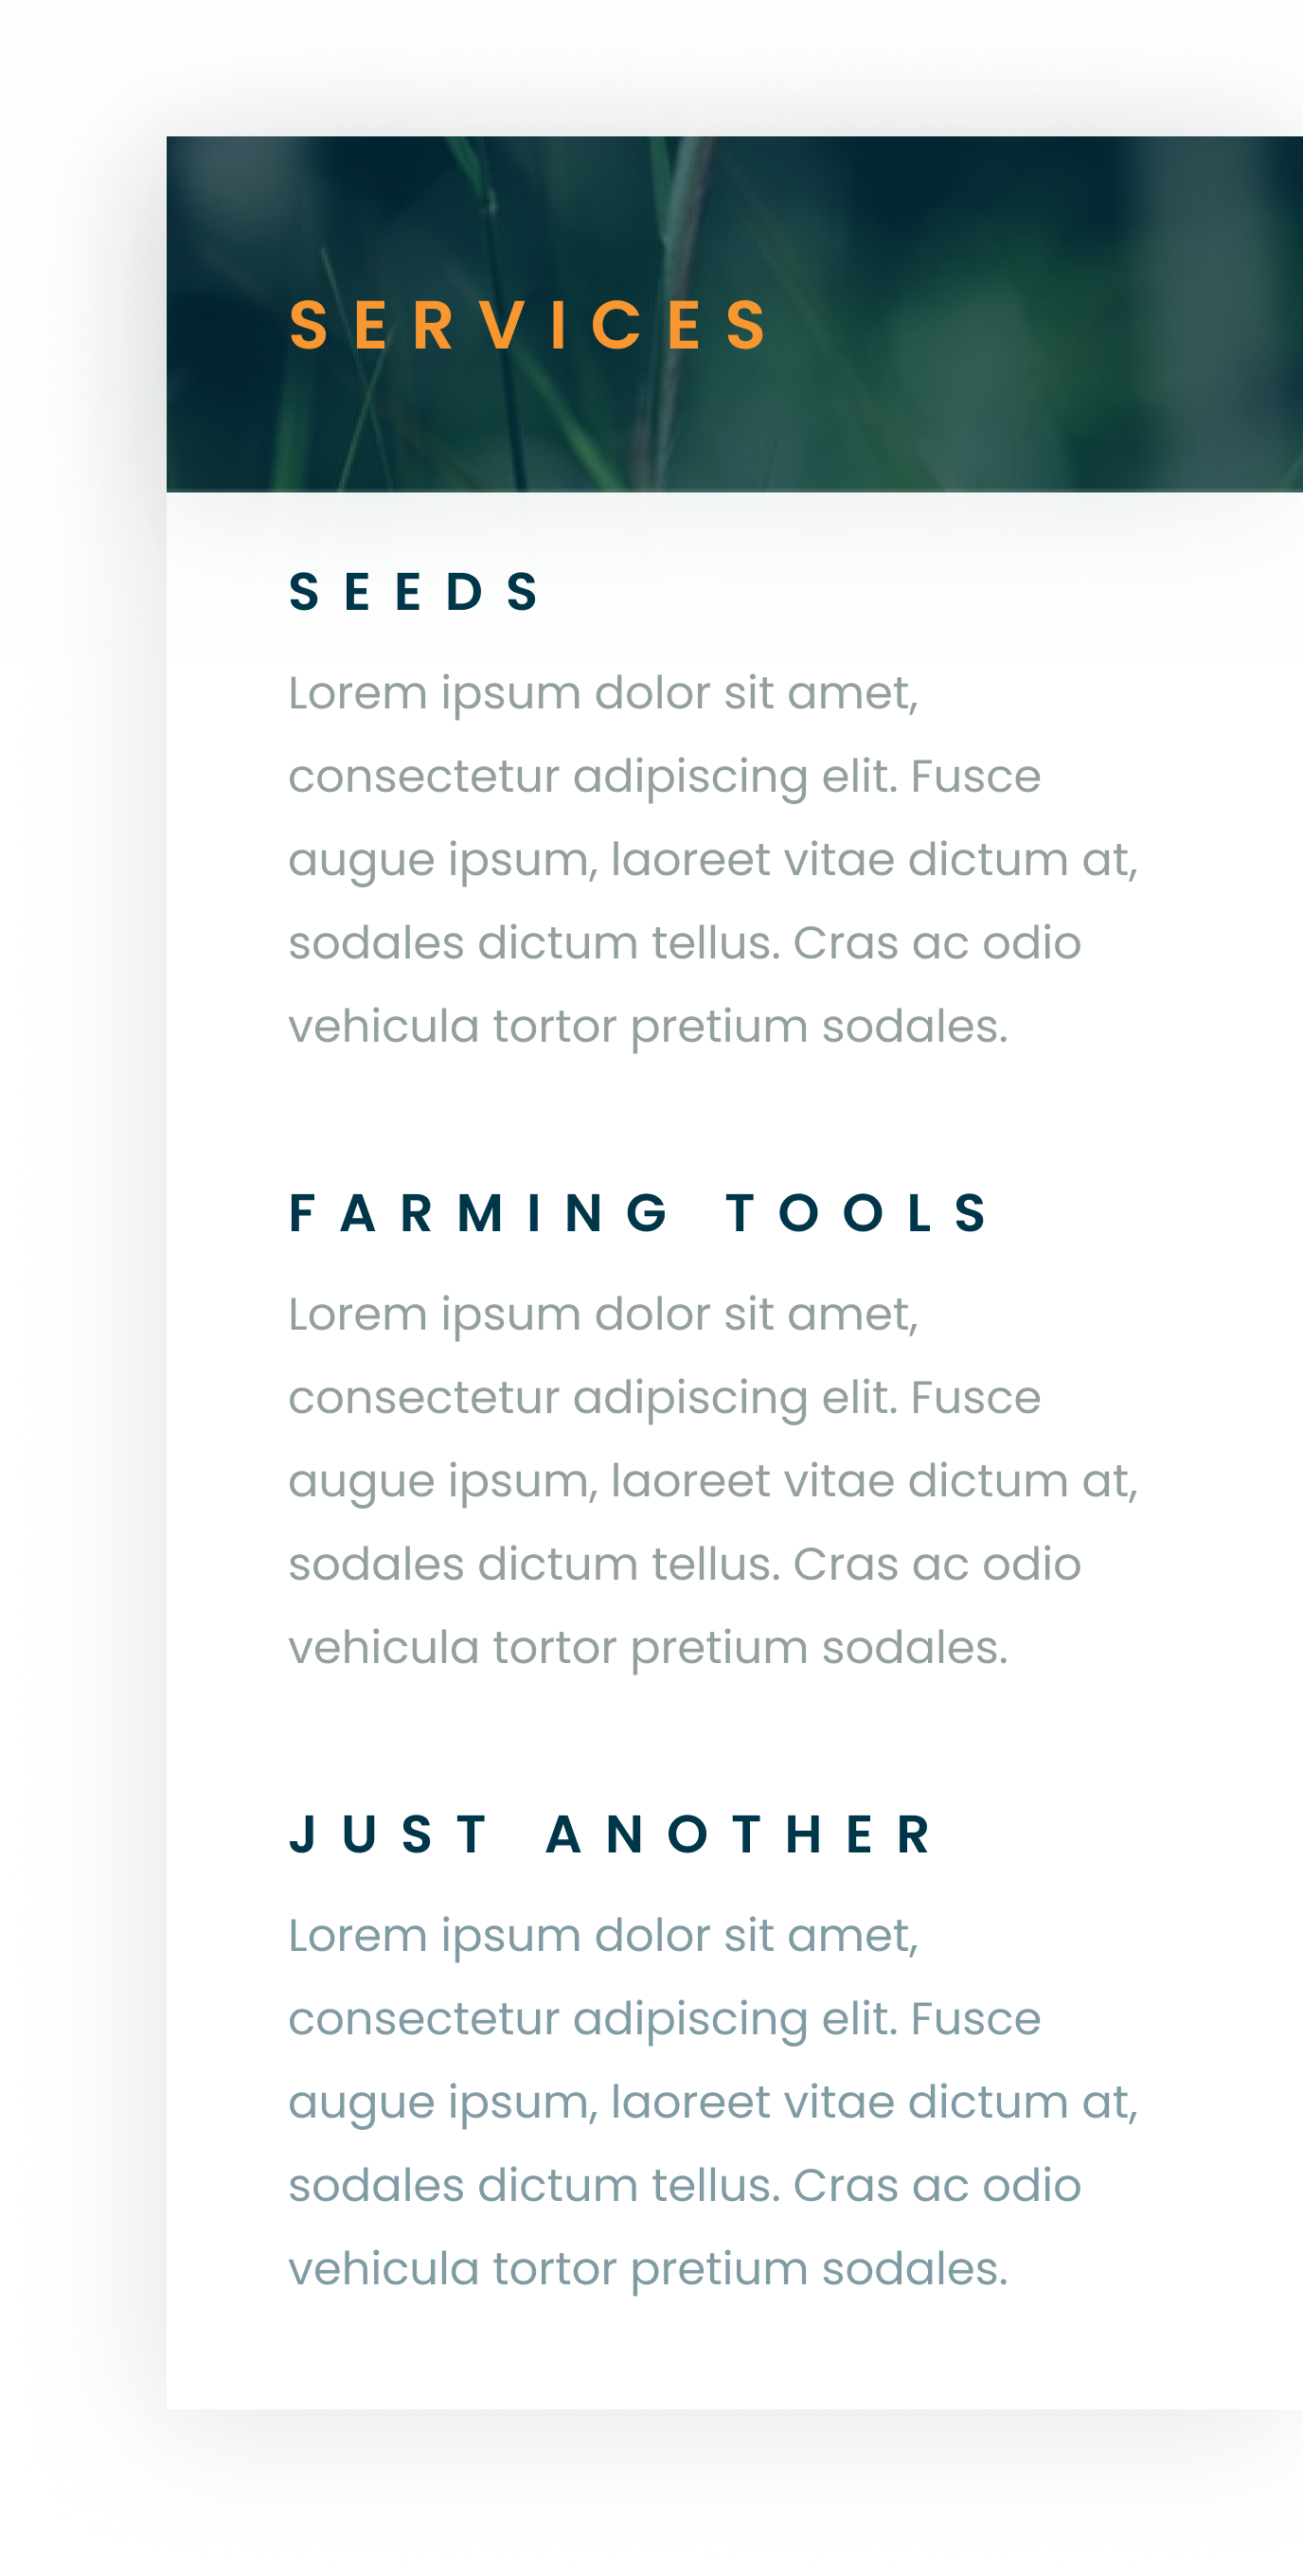 SERVICES
SEEDS
Lorem ipsum dolor sit amet,
consectetur adipiscing elit. Fusce
augue ipsum, laoreet vitae dictum at,
sodales dictum tellus. Cras ac odio
vehicula tortor pretium sodales.
FARMING TOOLS
Lorem ipsum dolor sit amet,
consectetur adipiscing elit. Fusce
augue ipsum, laoreet vitae dictum at,
sodales dictum tellus. Cras ac odio
vehicula tortor pretium sodales.
JUST ANOTHER
Lorem ipsum dolor sit amet,
consectetur adipiscing elit. Fusce
augue ipsum, laoreet vitae dictum at,
sodales dictum tellus. Cras ac odio
vehicula tortor pretium sodales.